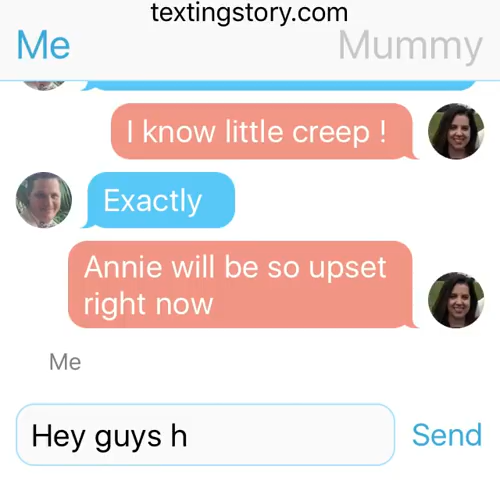 textingstory.com
Me
Mummy
I know little creep !
Exactly
Annie will be so upset
right now
Me
Hey guys h
Send